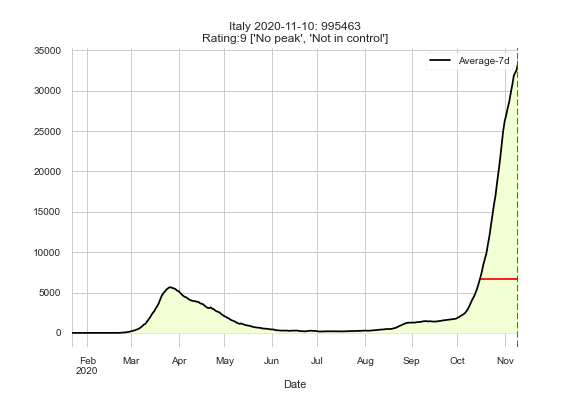 Italy 2020-11-10: 995463
Rating:9 ['No peak', 'Not in control']
Average-7d
35000
30000
25000
20000
15000
10000
5000
0
Feb Mar Apr May Jun Jul Aug Sep Oct Nov
2020
Date